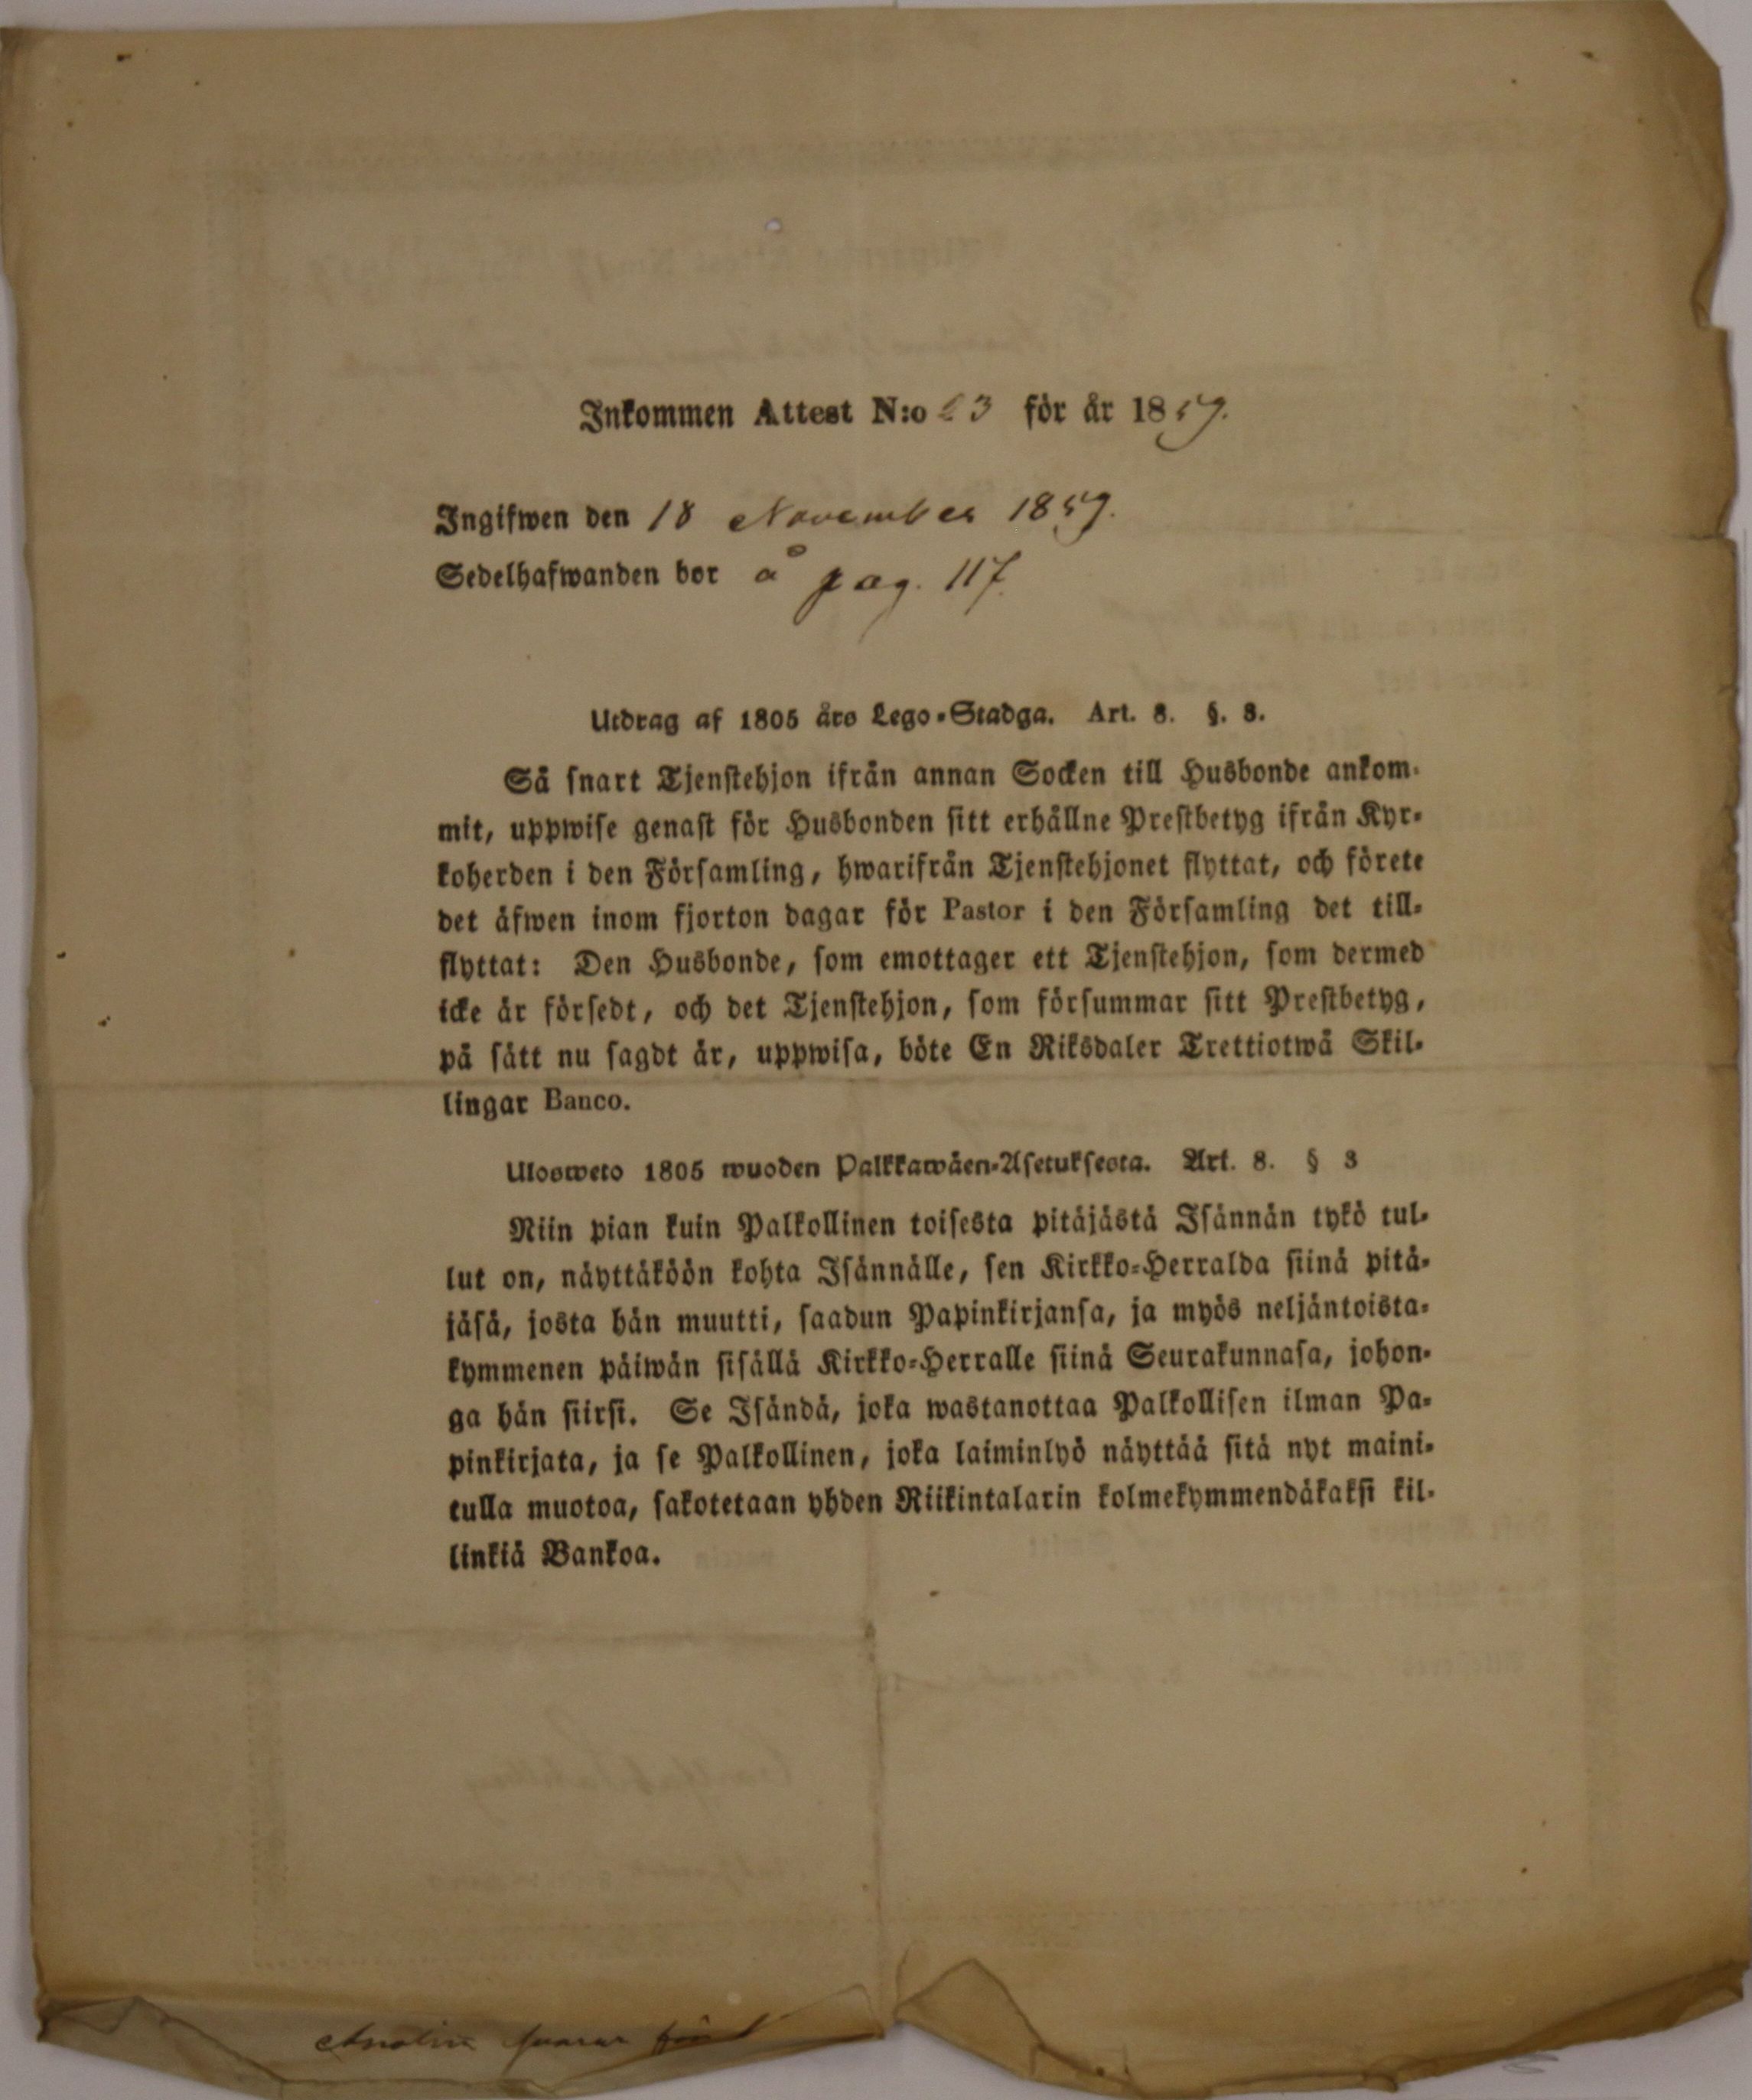 Inkommen Attest N:o 23 för år 1859.
Ingifwen den 18 November 1859.
Sedelhafwanden bor å pag. 117.
Utdrag af 1805 års Lego-Stadga. Art. 8. §. 3.
Så snart Tjenstehjon ifrån annan Socken till Husbonde ankom-
mit, uppwise genast för Husbonden sitt erhållne Prestbetyg ifrån Kyr-
koherden i den Församling, hwarifrån Tjenstehjonet flyttat, och förete
det äfwen inom fjorton dagar för Pastor i den Församling det till-
flyttat: Den Husbonde, som emottager ett Tjenstehjon, som dermed
icke är försedt, och det Tjenstehjon, som försummar sitt Prestbetyg,
på sätt nu sagdt är, uppwisa, böte En Riksdaler Trettiotwå Skil-
lingar Banco.
Ulosweto 1805 wuoden Palkkawäen-Asetuksesta. Art. 8. § 3
Niin pian kuin Palkollinen toisesta pitäjästä Isännän tykö tul-
lut on, näyttäköön kohta Isännälle, sen Kirkko-Herralda siinä pitä-
jäsä, josta hän muutti, saadun Papinkirjansa, ja myös neljäntoista-
kymmenen päiwän sisällä Kirkko-Herralle siinä Seurakunnasa, johon-
ga hän siirsi. Se Isändä, joka wastanottaa Palkollisen ilman Pa-
pinkirjata, ja se Palkollinen, joka laiminlyö näyttää sitä nyt maini-
tulla muotoa, sakotetaan yhden Riikintalarin kolmekymmendäkaksi kil-
linkiä Bankoa.